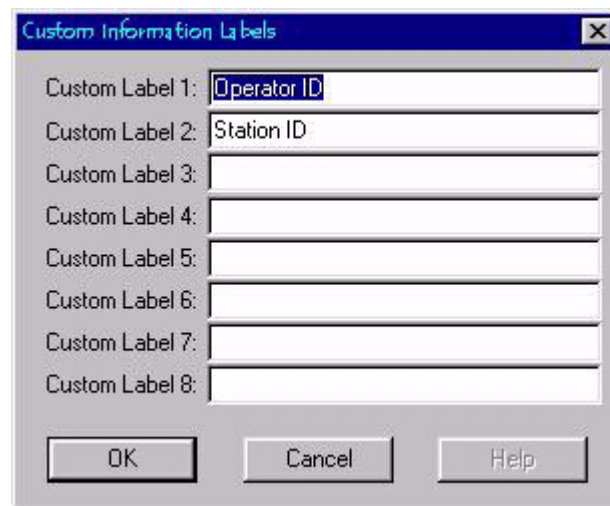 Custom Information Labels
Custom Label 1: Operator ID
Custom Label 2: Station ID
Custom Label 3:
Custom Label 4:
Custom Label 5:
Custom Label 6:
Custom Label 7:
Custom Label 8:
OK Cancel Help